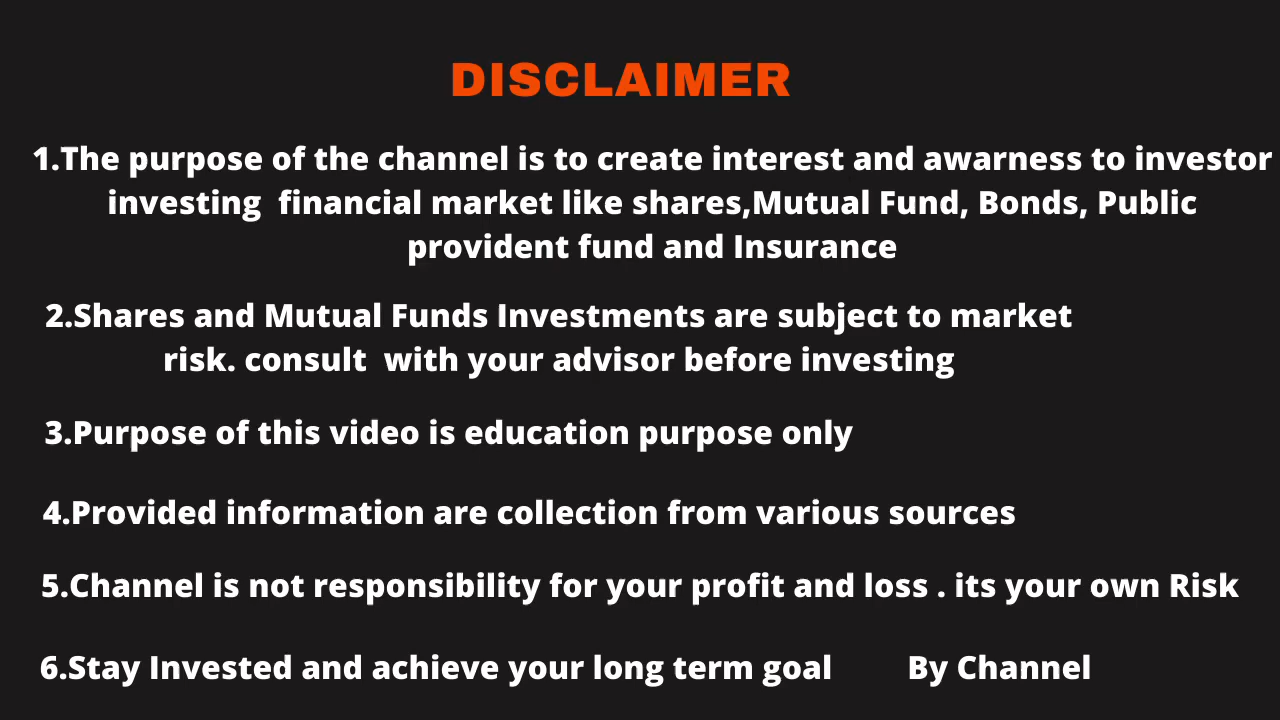 DISCLAIMER
1.The purpose of the channel is to create interest and awarness to investor
investing  financial market like shares,Mutual Fund, Bonds, Public
provident fund and Insurance
2.Shares and Mutual Funds Investments are subject to market
risk. consult  with your advisor before investing
3.Purpose of this video is education purpose only
4.Provided information are collection from various sources
5.Channel is not responsibility for your profit and loss . its your own Risk
6.Stay Invested and achieve your long term goal By Channel